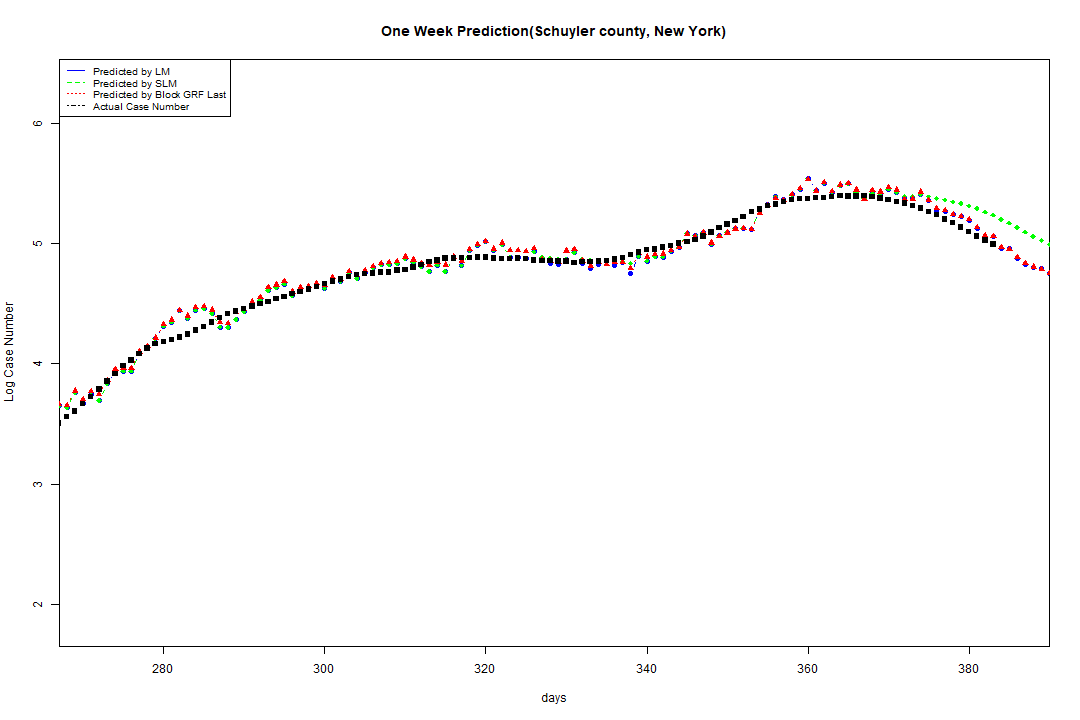 One Week Prediction(Schuyler county, New York)
Predicted by LM
Predicted by SLM
Predicted by Block GRF Last
Actual Case Number
6
5
4
3
2
Log Case Number
280 300 320 340 360 380
days